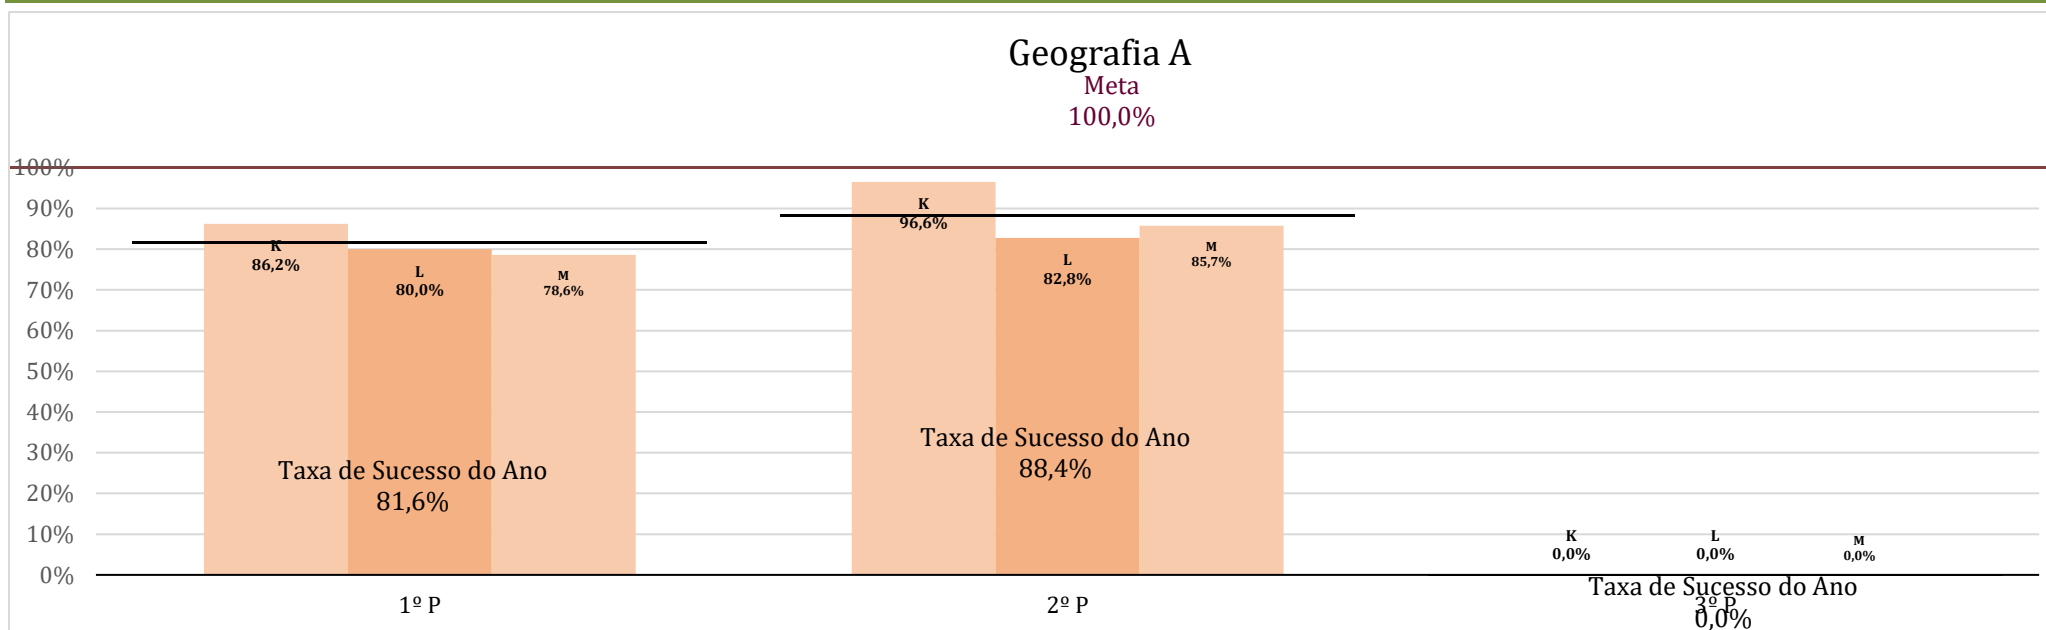 Geografia A
Meta
100,0%
100%
90%
80%
70%
60%
50%
40%
30%
20%
10%
0%
K
86,2%
L
80,0%
M
78,6%
Taxa de Sucesso do Ano
81,6%
K
96,6%
L
82,8%
M
85,7%
Taxa de Sucesso do Ano
88,4%
K
0,0%
L
0,0%
M
0,0%
Taxa de Sucesso do Ano
0,0%
1º P
2º P
3º P